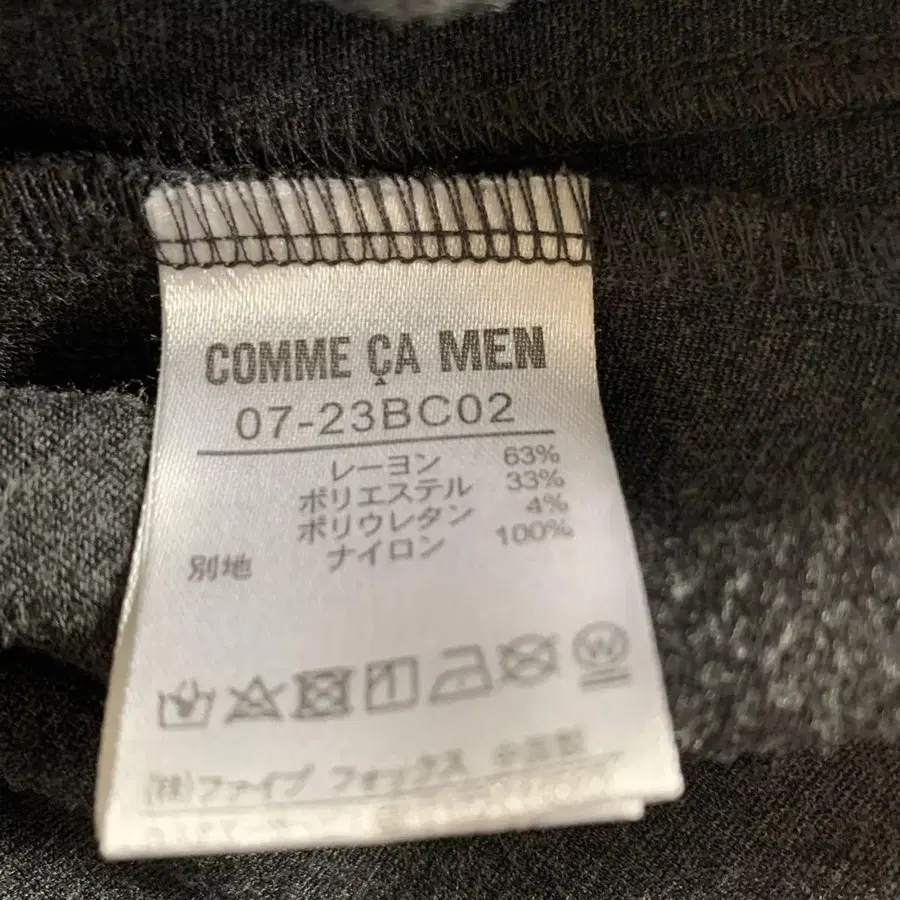 COMME ÇA MEN
07-23BC02
レーヨン 63%
ポリエステル 33%
ポリウレタン 4%
別地 ナイロン 100%
W
(株)ファイブ フォックス 中国製